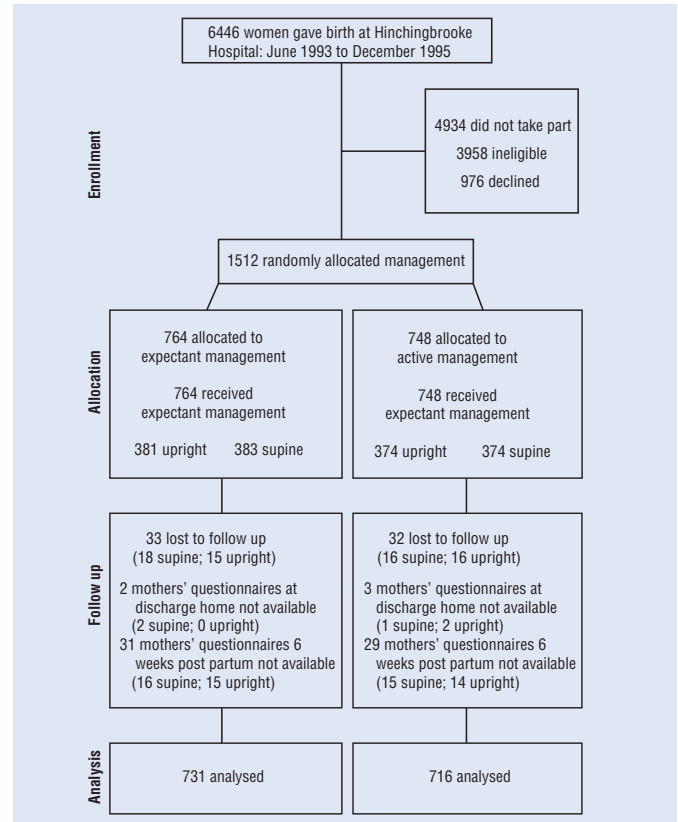 6446 women gave birth at Hinchingbrooke
Hospital: June 1993 to December 1995
Enrollment
4934 did not take part
3958 ineligible
976 declined
1512 randomly allocated management
Allocation
764 allocated to
expectant management
764 received
expectant management
381 upright 383 supine
748 allocated to
active management
748 received
expectant management
374 upright 374 supine
Follow up
33 lost to follow up
(18 supine; 15 upright)
2 mothers’ questionnaires at
discharge home not available
(2 supine; 0 upright)
31 mothers’ questionnaires 6
weeks post partum not available
(16 supine; 15 upright)
32 lost to follow up
(16 supine; 16 upright)
3 mothers’ questionnaires at
discharge home not available
(1 supine; 2 upright)
29 mothers’ questionnaires 6
weeks post partum not available
(15 supine; 14 upright)
Analysis
731 analysed
716 analysed